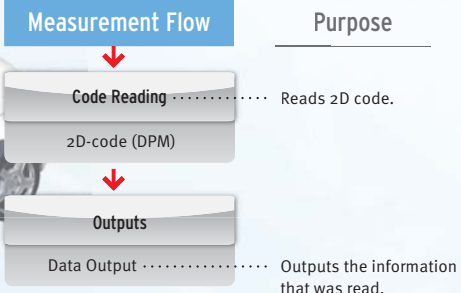 Measurement Flow
Purpose
Code Reading ............. Reads 2D code.
2D-code (DPM)
Outputs
Data Output ................. Outputs the information
that was read.